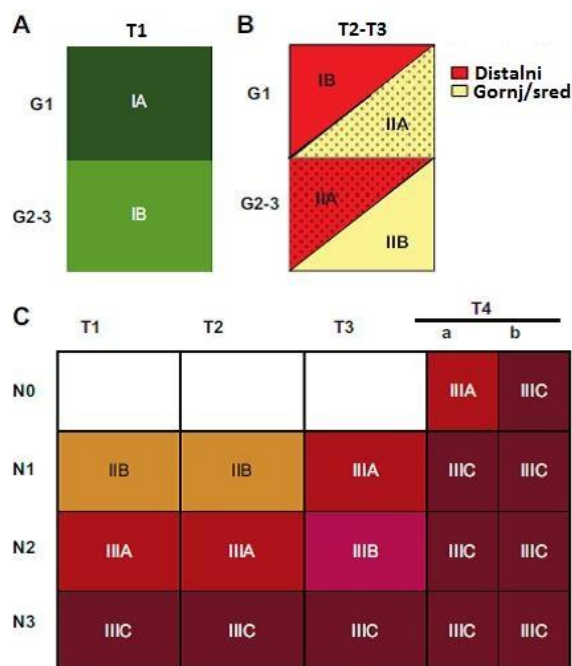 A
T1
G1
IA
G2-3
IB
B
T2-T3
G1
IB
IIA
G2-3
IIA
IIB
Distalni
Gornj/sred
C
T1 T2 T3 T4
a b
N0 IIIA IIIC
N1 IIB IIB IIIA IIIC IIIC
N2 IIIA IIIA IIIB IIIC IIIC
N3 IIIC IIIC IIIC IIIC IIIC